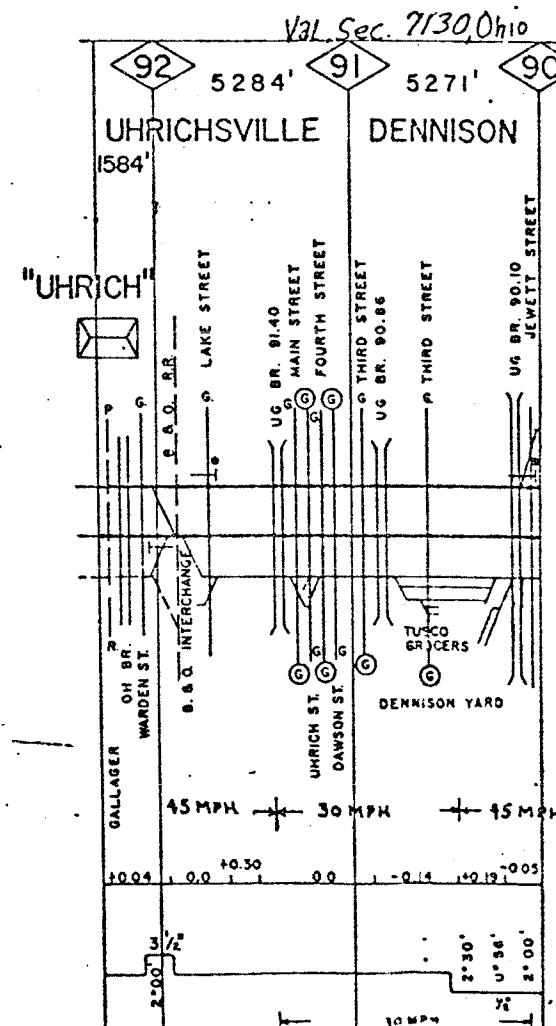 Val. Sec. 7130, Ohio
92
5284'
91
5271'
90
UHRICHSVILLE
DENNISON
1584'
"UHRICH"
B & O. R.R.
LAKE STREET
UG BR. 91.40
MAIN STREET
FOURTH STREET
THIRD STREET
UG BR. 90.86
THIRD STREET
UG BR. 90.10
JEWETT STREET
P
G
G
G
G
G
G
G
P
R
GALLAGER
OH BR.
WARDEN ST.
B. & O. INTERCHANGE
G
G
G
G
G
G
UHRICH ST.
DAWSON ST.
TUSCO
GROCERS
DENNISON YARD
45 MPH
30 MPH
45 MPH
+0.04
0.0
+0.30
0.0
-0.14
+0.19
-0.05
3 1/2"
2°00'
2°30'
0°56'
2°00'
1/2"
30 MPH